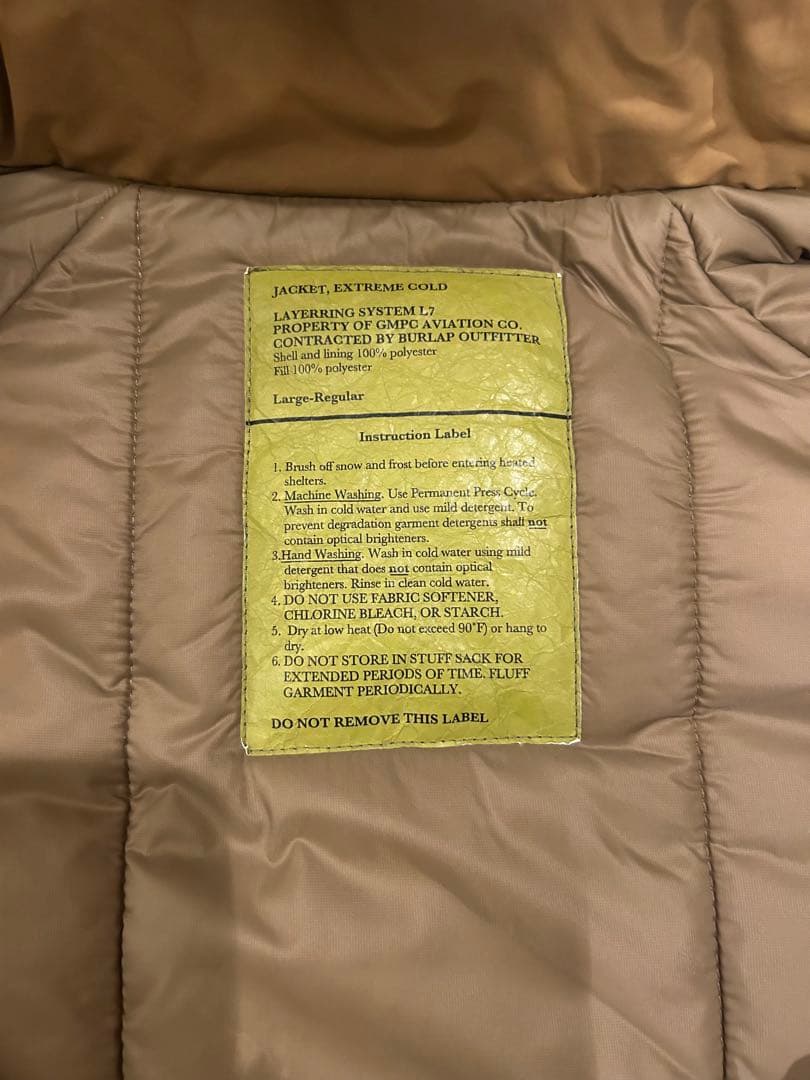 JACKET, EXTREME COLD
LAYERRING SYSTEM L7
PROPERTY OF GMPC AVIATION CO.
CONTRACTED BY BURLAP OUTFITTER
Shell and lining 100% polyester
Fill 100% polyester
Large-Regular
Instruction Label
1. Brush off snow and frost before entering heated
shelters.
2. Machine Washing. Use Permanent Press Cycle.
Wash in cold water and use mild detergent. To
prevent degradation garment detergents shall not
contain optical brighteners.
3.Hand Washing. Wash in cold water using mild
detergent that does not contain optical
brighteners. Rinse in clean cold water.
4. DO NOT USE FABRIC SOFTENER,
CHLORINE BLEACH, OR STARCH.
5. Dry at low heat (Do not exceed 90°F) or hang to
dry.
6. DO NOT STORE IN STUFF SACK FOR
EXTENDED PERIODS OF TIME. FLUFF
GARMENT PERIODICALLY.
DO NOT REMOVE THIS LABEL